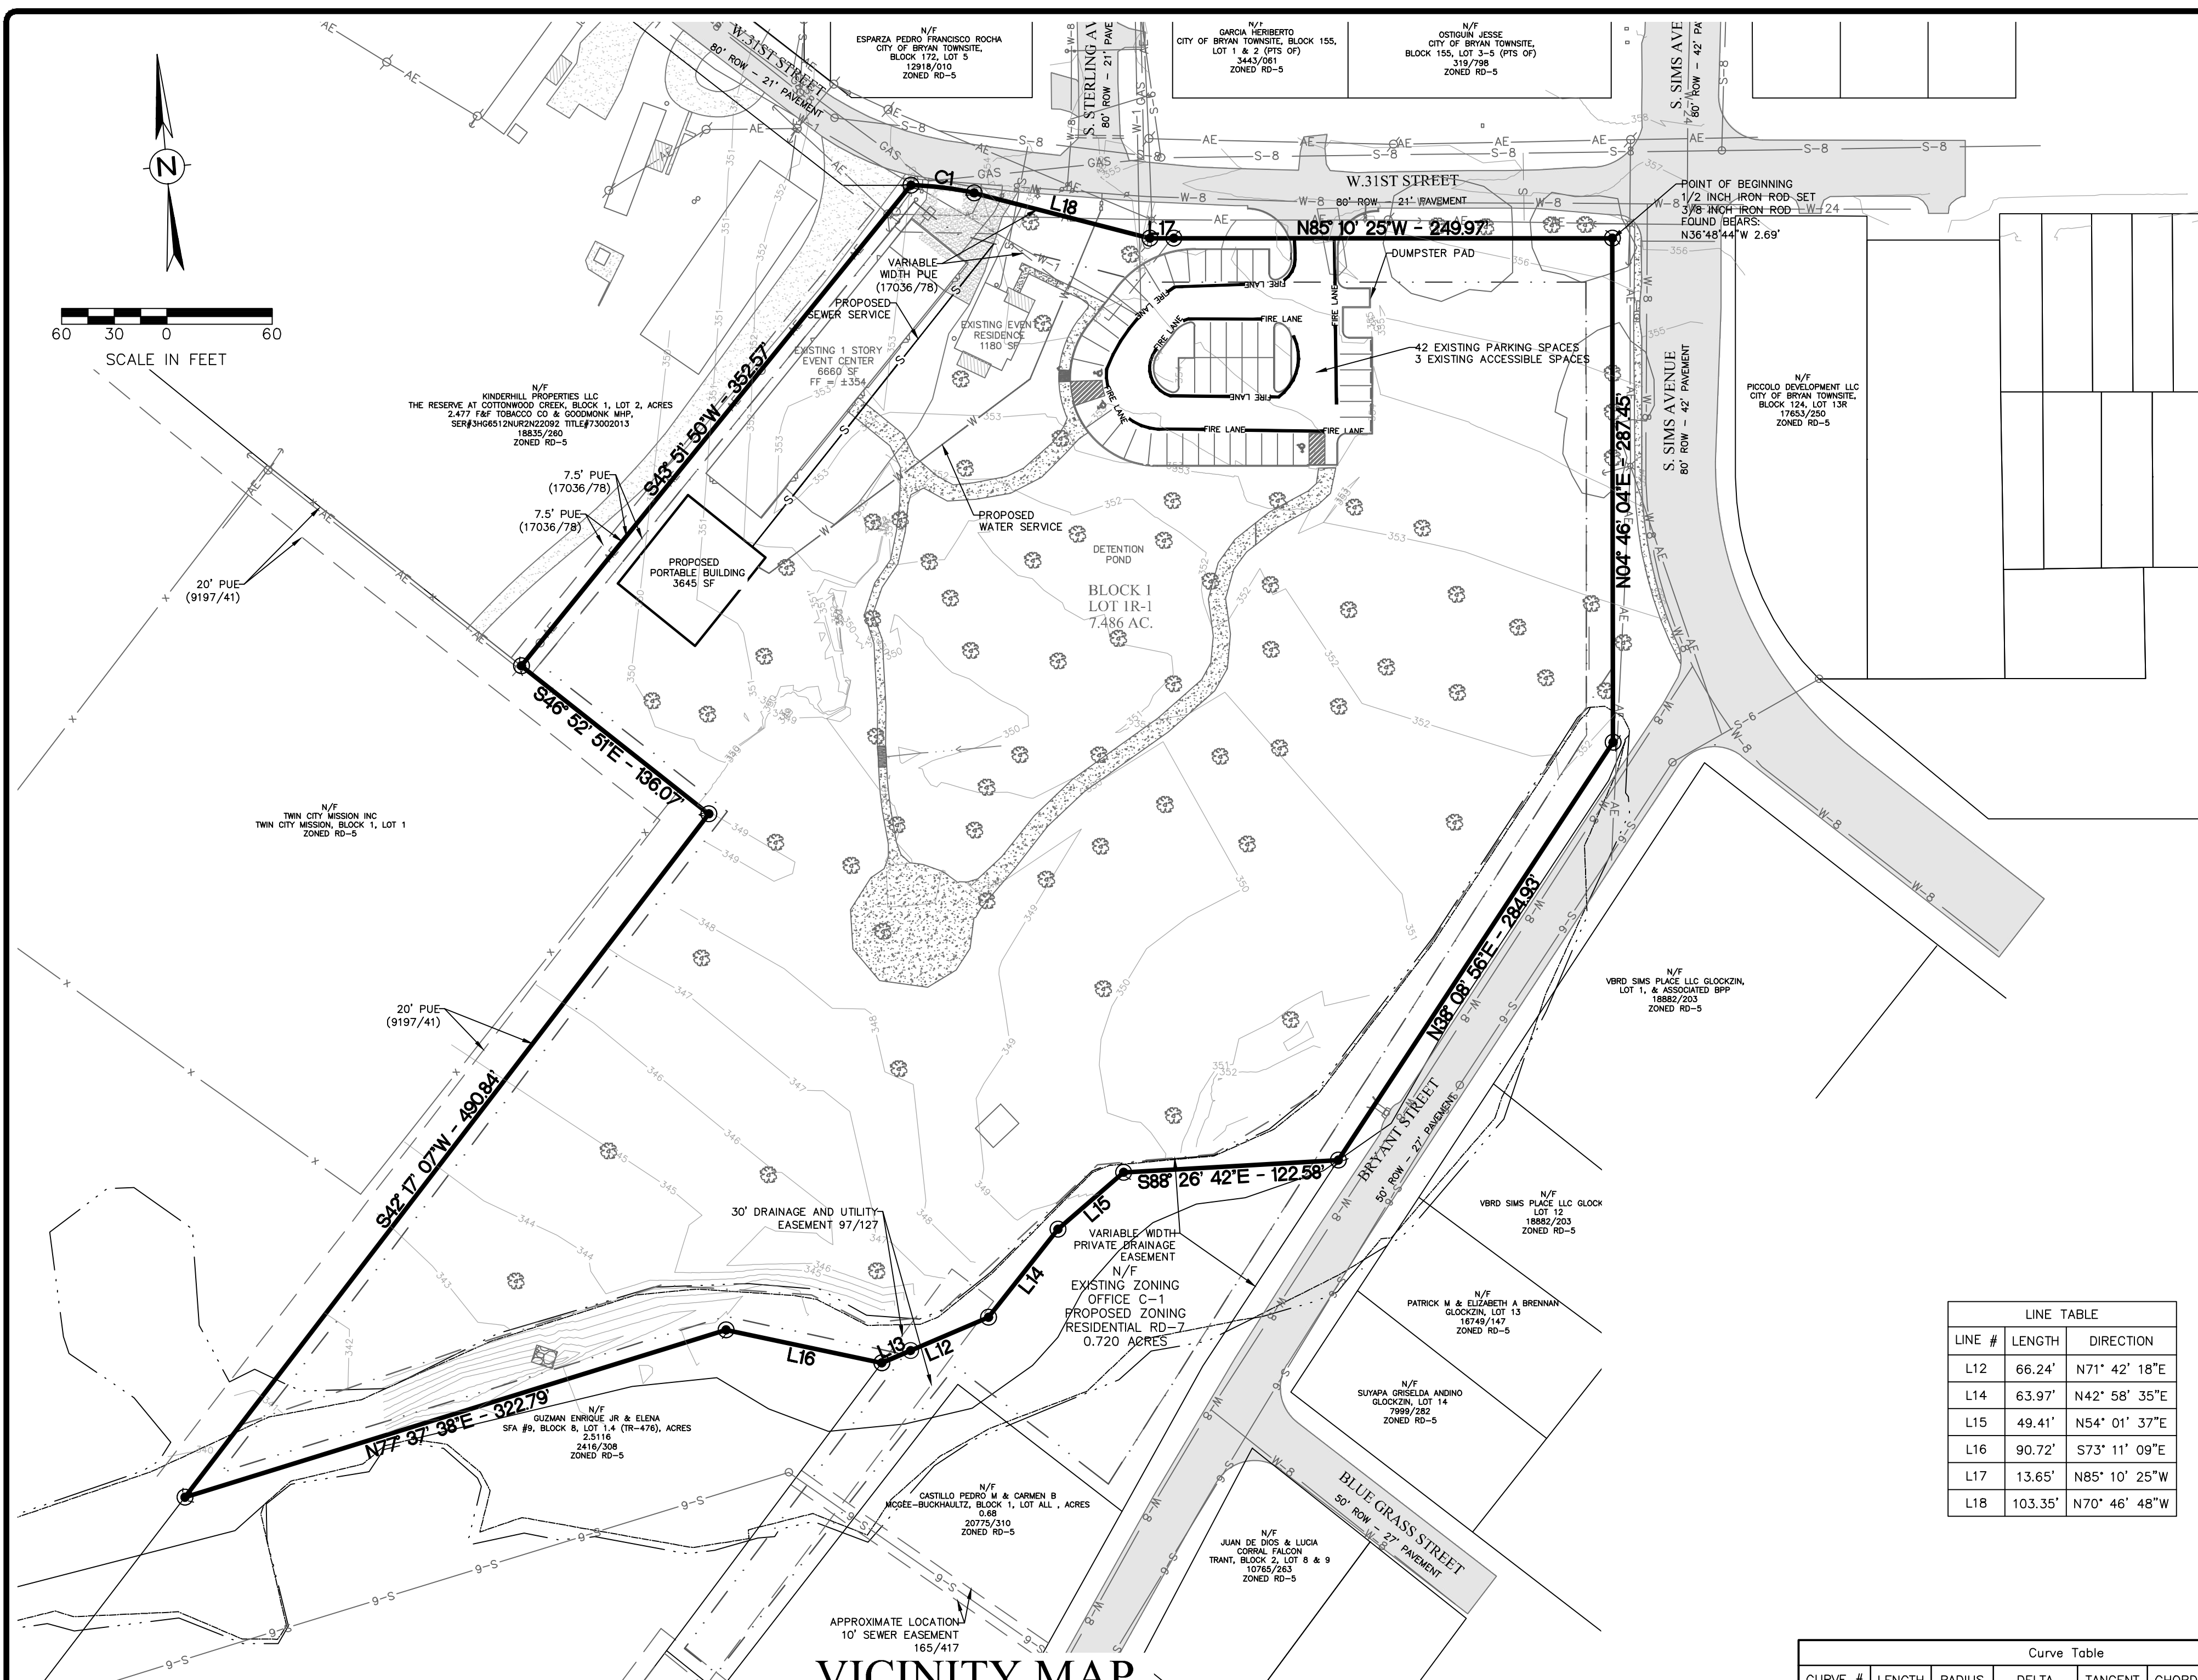 W.31ST STREET
80' ROW - 21' PAVEMENT
N/F
ESPARZA PEDRO FRANCISCO ROCHA
CITY OF BRYAN TOWNSITE,
BLOCK 172, LOT 5
12918/010
ZONED RD-5
S. STERLING AV
80' ROW - 21' PAVE
N/F
GARCIA HERIBERTO
CITY OF BRYAN TOWNSITE, BLOCK 155,
LOT 1 & 2 (PTS OF)
3443/061
ZONED RD-5
N/F
OSTIGUIN JESSE
CITY OF BRYAN TOWNSITE,
BLOCK 155, LOT 3-5 (PTS OF)
319/798
ZONED RD-5
S. SIMS AVE
80' ROW - 42' PA
N
60 30 0 60
SCALE IN FEET
C1
L18
L17
W.31ST STREET
80' ROW - 21' PAVEMENT
N85° 10' 25"W - 249.97'
POINT OF BEGINNING
1/2 INCH IRON ROD SET
3/8 INCH IRON ROD
FOUND BEARS:
N36°48'44"W 2.69'
DUMPSTER PAD
VARIABLE
WIDTH PUE
(17036/78)
PROPOSED
SEWER SERVICE
EXISTING EVENT
RESIDENCE
1180 SF
EXISTING 1 STORY
EVENT CENTER
6660 SF
FF = ±354
FIRE LANE
FIRE LANE
FIRE LANE
FIRE LANE
FIRE LANE
FIRE LANE
FIRE LANE
FIRE LANE
FIRE LANE
42 EXISTING PARKING SPACES
3 EXISTING ACCESSIBLE SPACES
S. SIMS AVENUE
80' ROW - 42' PAVEMENT
N/F
PICCOLO DEVELOPMENT LLC
CITY OF BRYAN TOWNSITE,
BLOCK 124, LOT 13R
17653/250
ZONED RD-5
N/F
KINDERHILL PROPERTIES LLC
THE RESERVE AT COTTONWOOD CREEK, BLOCK 1, LOT 2, ACRES
2.477 F&F TOBACCO CO & GOODMONK MHP,
SER#3HG6512NUR2N22092 TITLE#73002013
18835/260
ZONED RD-5
S43° 51' 50"W - 352.57'
N04° 46' 04"E - 287.45'
7.5' PUE
(17036/78)
7.5' PUE
(17036/78)
PROPOSED
WATER SERVICE
20' PUE
(9197/41)
PROPOSED
PORTABLE BUILDING
3645 SF
DETENTION
POND
BLOCK 1
LOT 1R-1
7.486 AC.
S46° 52' 51"E - 136.07'
N/F
TWIN CITY MISSION INC
TWIN CITY MISSION, BLOCK 1, LOT 1
ZONED RD-5
N38° 08' 56"E - 284.93'
N/F
VBRD SIMS PLACE LLC GLOCKZIN,
LOT 1, & ASSOCIATED BPP
18882/203
ZONED RD-5
20' PUE
(9197/41)
S42° 17' 07"W - 490.84'
BRYANT STREET
50' ROW - 27' PAVEMENT
S88° 26' 42"E - 122.58'
L15
L14
L12
L13
L16
30' DRAINAGE AND UTILITY
EASEMENT 97/127
VARIABLE WIDTH
PRIVATE DRAINAGE
EASEMENT
N/F
EXISTING ZONING
OFFICE C-1
PROPOSED ZONING
RESIDENTIAL RD-7
0.720 ACRES
N/F
VBRD SIMS PLACE LLC GLOCK
LOT 12
18882/203
ZONED RD-5
N/F
PATRICK M & ELIZABETH A BRENNAN
GLOCKZIN, LOT 13
16749/147
ZONED RD-5
N/F
SUYAPA GRISELDA ANDINO
GLOCKZIN, LOT 14
7999/282
ZONED RD-5
N77° 37' 38"E - 322.79'
N/F
GUZMAN ENRIQUE JR & ELENA
SFA #9, BLOCK 8, LOT 1.4 (TR-476), ACRES
2.5116
2416/308
ZONED RD-5
N/F
CASTILLO PEDRO M & CARMEN B
MCGEE-BUCKHAULTZ, BLOCK 1, LOT ALL , ACRES
0.68
20775/310
ZONED RD-5
N/F
JUAN DE DIOS & LUCIA
CORRAL FALCON
TRANT, BLOCK 2, LOT 8 & 9
10765/263
ZONED RD-5
BLUE GRASS STREET
50' ROW - 27' PAVEMENT
APPROXIMATE LOCATION
10' SEWER EASEMENT
165/417
VICINITY MAP
LINE TABLE
LINE # LENGTH DIRECTION
L12 66.24' N71° 42' 18"E
L14 63.97' N42° 58' 35"E
L15 49.41' N54° 01' 37"E
L16 90.72' S73° 11' 09"E
L17 13.65' N85° 10' 25"W
L18 103.35' N70° 46' 48"W
Curve Table
CURVE # LENGTH RADIUS DELTA TANGENT CHORD